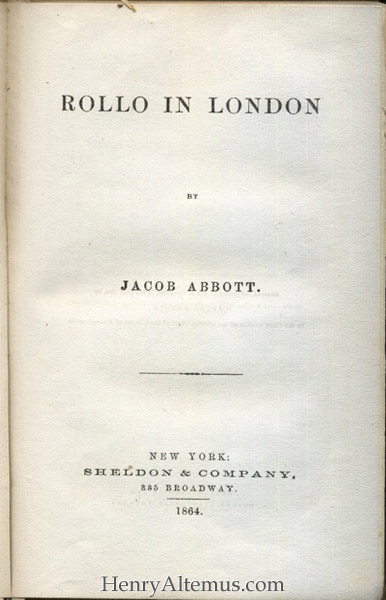 ROLLO IN LONDON
BY
JACOB ABBOTT.
NEW YORK:
SHELDON & COMPANY,
335 BROADWAY.
1864.
HenryAltemus.com